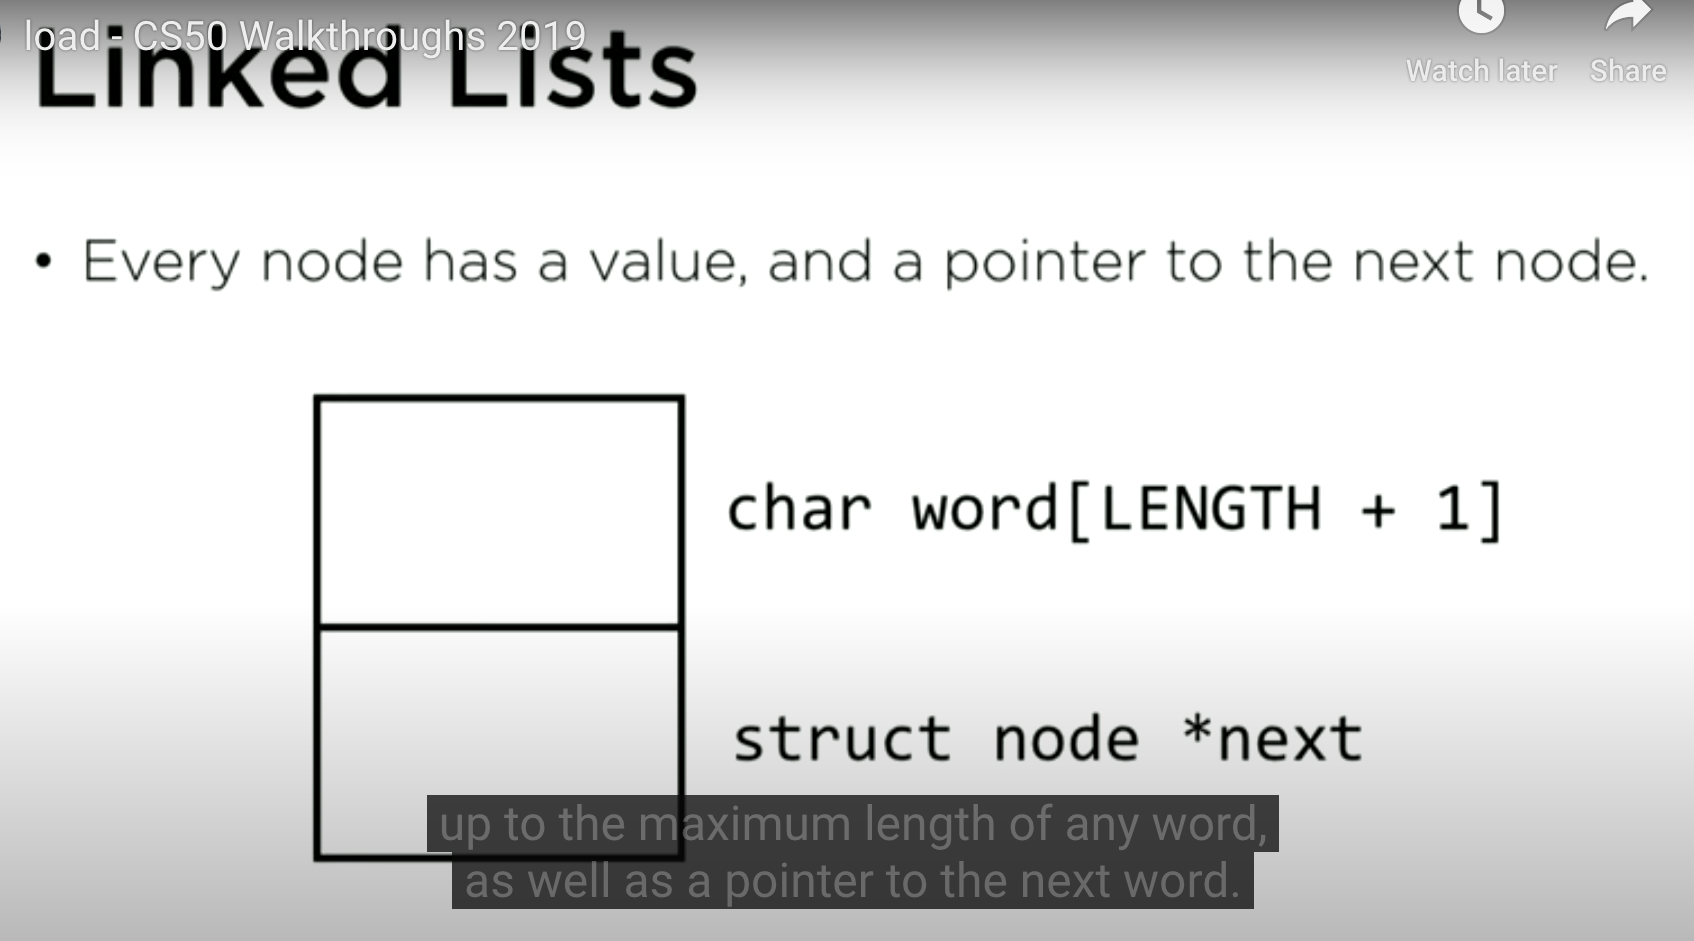 load - CS50 Walkthroughs 2019
Linked Lists
Watch later
Share
• Every node has a value, and a pointer to the next node.
char word[LENGTH + 1]
struct node *next
up to the maximum length of any word,
as well as a pointer to the next word.